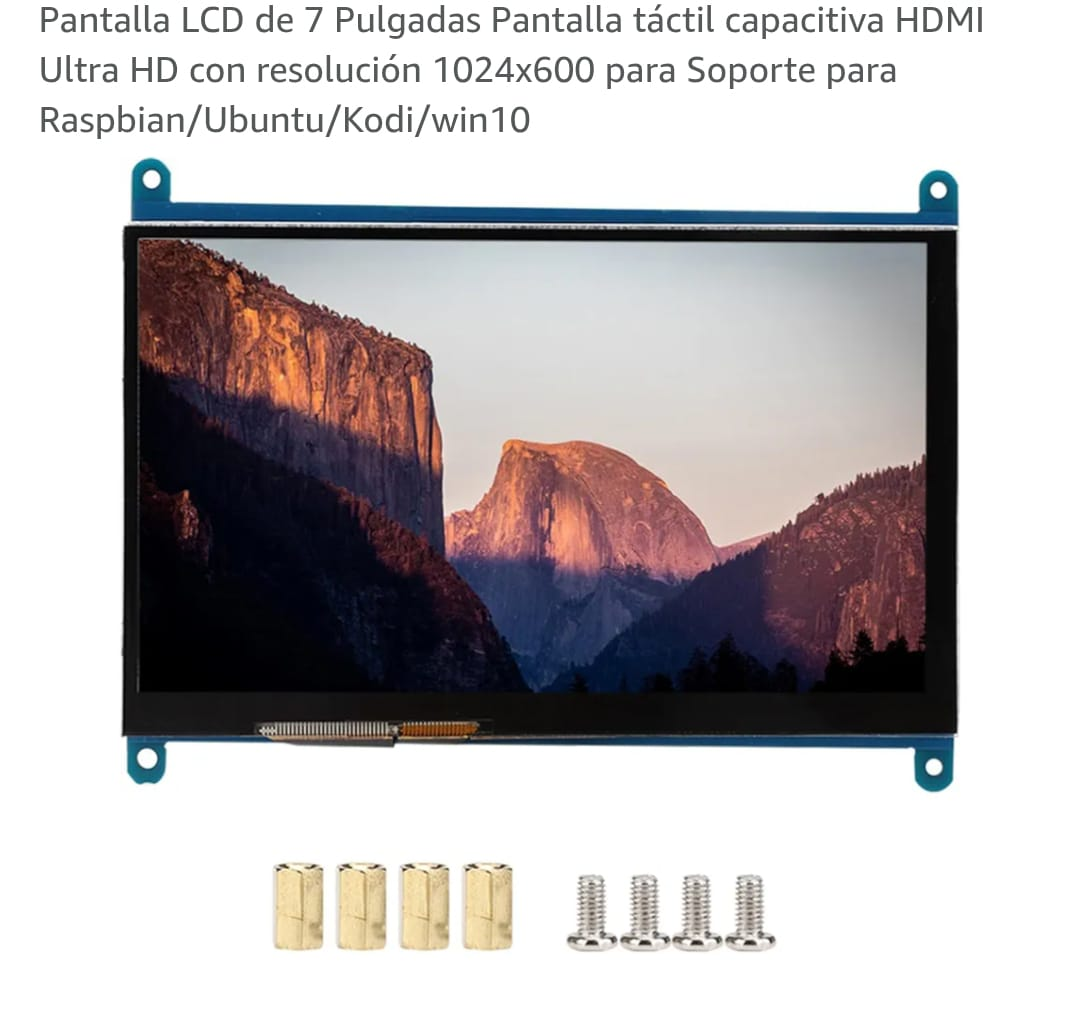 Pantalla LCD de 7 Pulgadas Pantalla táctil capacitiva HDMI
Ultra HD con resolución 1024x600 para Soporte para
Raspbian/Ubuntu/Kodi/win10